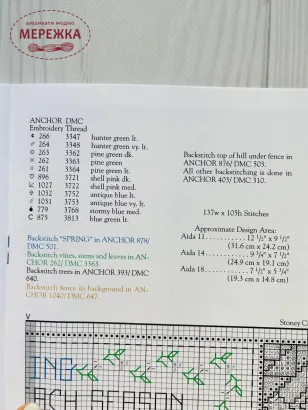 вишивати модно
МЕРЕЖКА
ANCHOR DMC
Embroidery Thread
266 3347 hunter green lt.
264 3348 hunter green vy. lt.
263 3362 pine green dk.
262 3363 pine green
261 3364 pine green lt.
896 3721 shell pink dk.
1027 3722 shell pink med.
1032 3752 antique blue lt.
1031 3753 antique blue vy. lt.
779 3768 stormy blue med.
875 3813 blue green lt.
Backstitch "SPRING" in ANCHOR 878/
DMC 501.
Backstitch vines, stems and leaves in AN-
CHOR 262/ DMC 3363.
Backstitch trees in ANCHOR 393/ DMC
640.
Backstitch fence in background in AN-
CHOR 1040/ DMC 647.
Backstitch top of hill under fence in
ANCHOR 876/ DMC 503.
All other backstitching is done in
ANCHOR 403/ DMC 310.
137w x 105h Stitches
Approximate Design Area:
Aida 11 12 1/2" x 9 1/2"
(31.6 cm x 24.2 cm)
Aida 14 9 3/4" x 7 1/2"
(24.9 cm x 19.1 cm)
Aida 18 7 1/2" x 5 3/4"
(19.3 cm x 14.8 cm)
Stoney C
ING
ACH SEASON